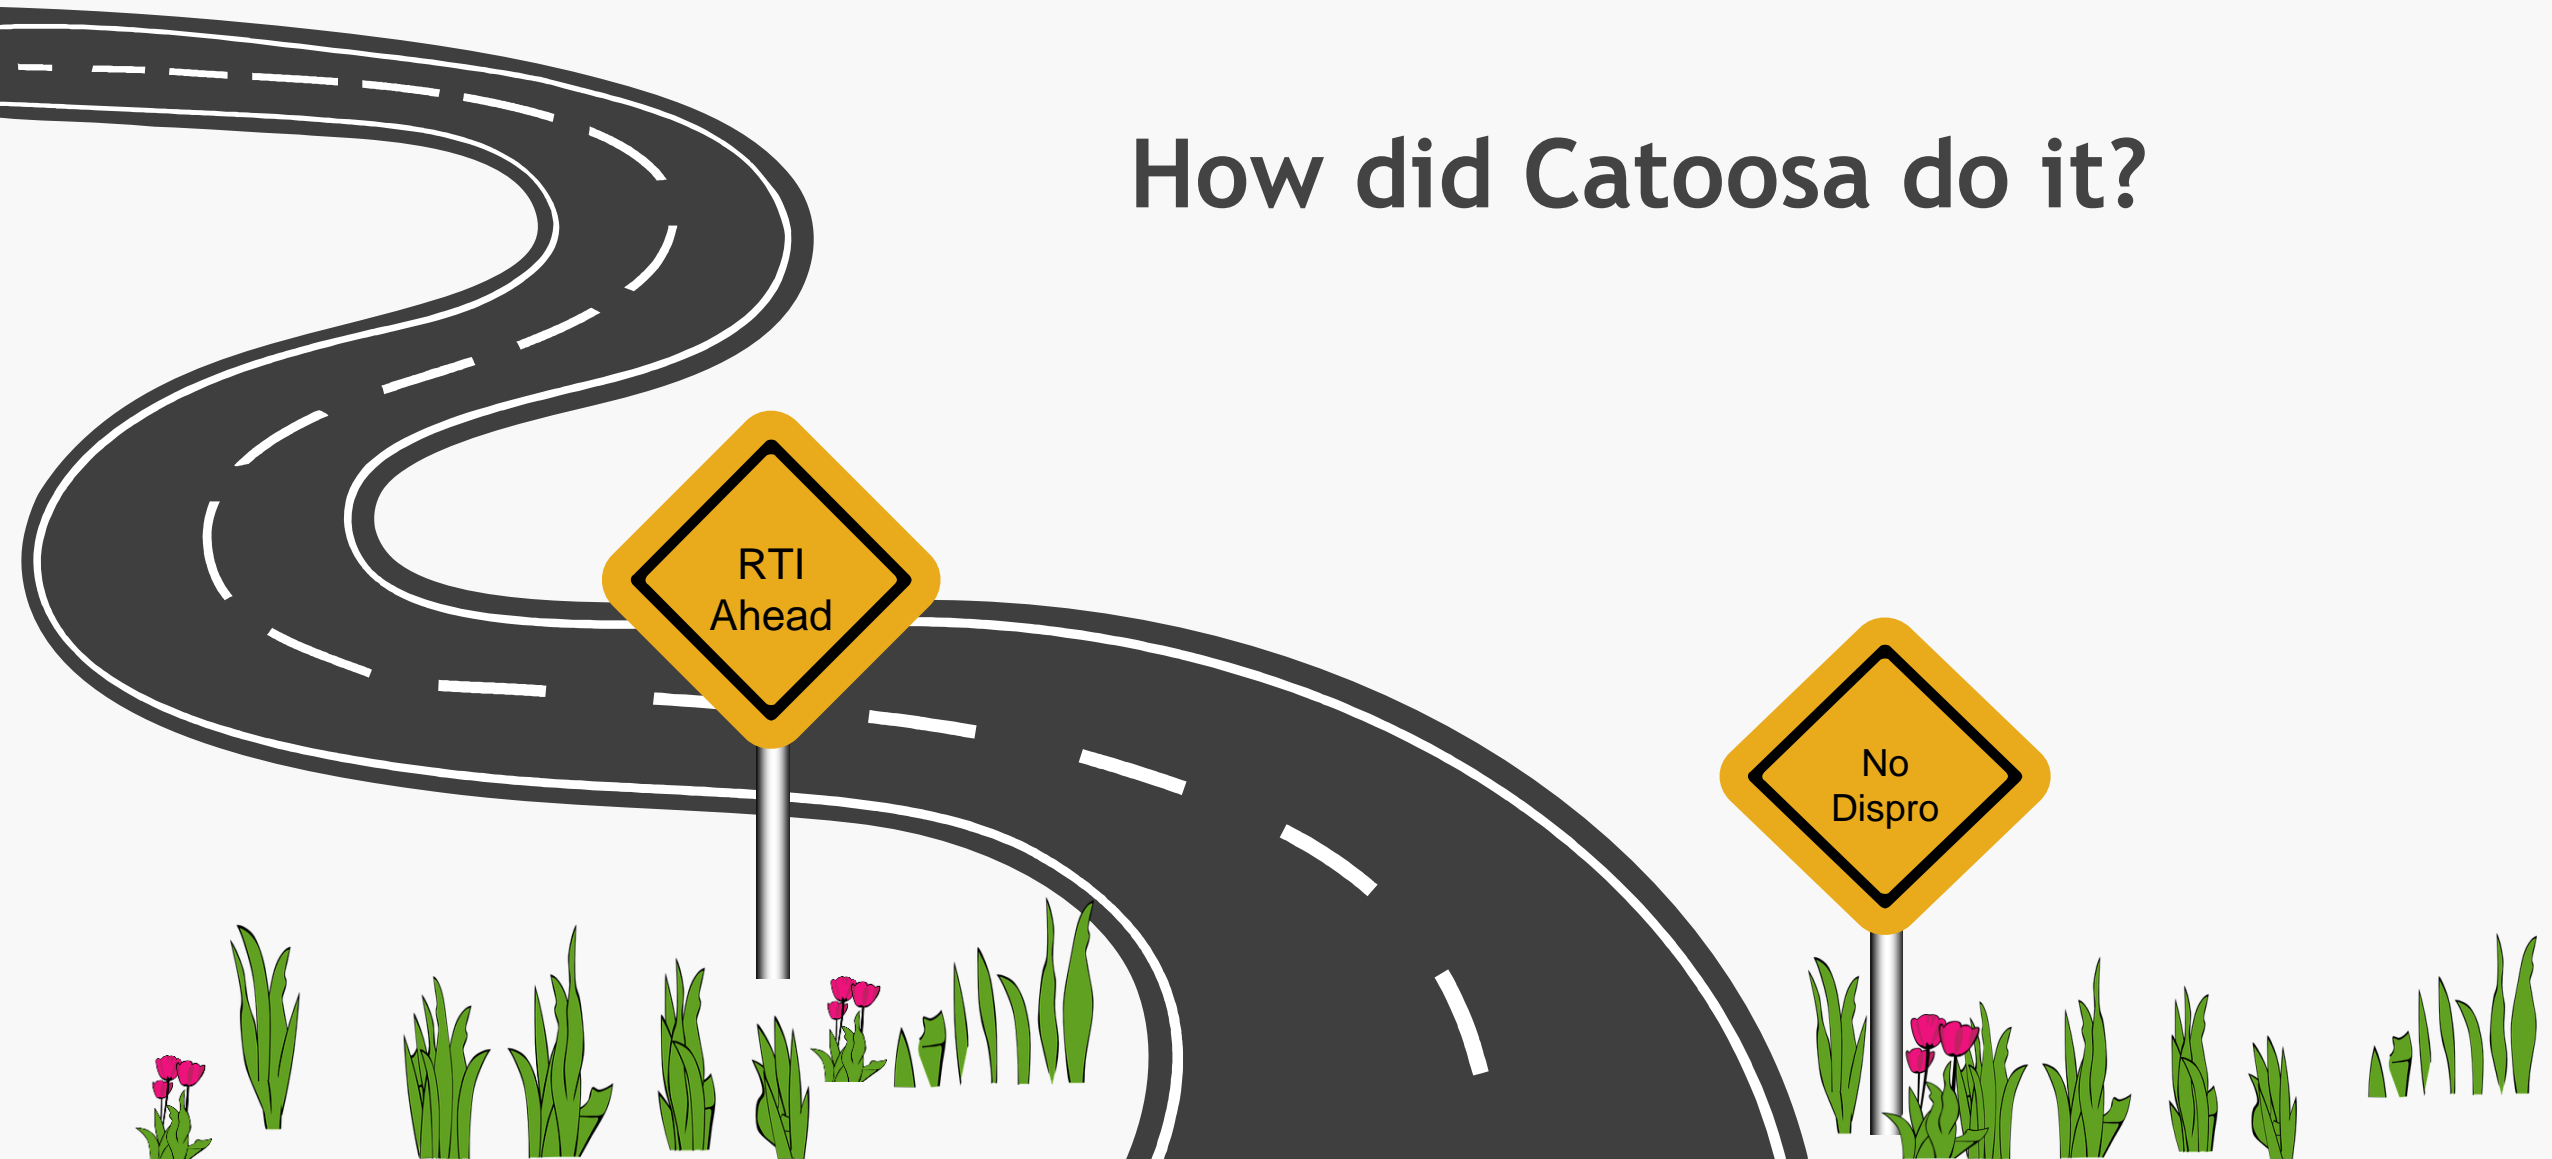 How did Catoosa do it?
RTI
Ahead
No
Dispro